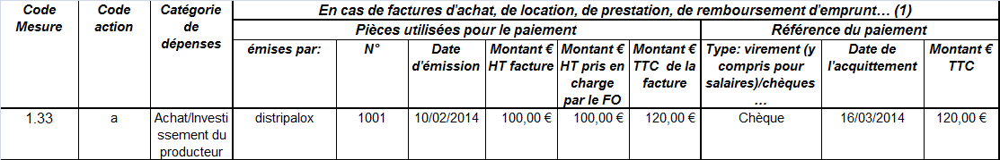 Code Mesure
Code action
Catégorie de dépenses
En cas de factures d'achat, de location, de prestation, de remboursement d'emprunt… (1)
Pièces utilisées pour le paiement
Référence du paiement
émises par:
N°
Date d'émission
Montant € HT facture
Montant € HT pris en charge par le FO
Montant € TTC de la facture
Type: virement (y compris pour salaires)/chèques …
Date de l'acquittement
Montant € TTC
1.33
a
Achat/Investi
ssement du
producteur
distripalox
1001
10/02/2014
100,00 €
100,00 €
120,00 €
Chèque
16/03/2014
120,00 €